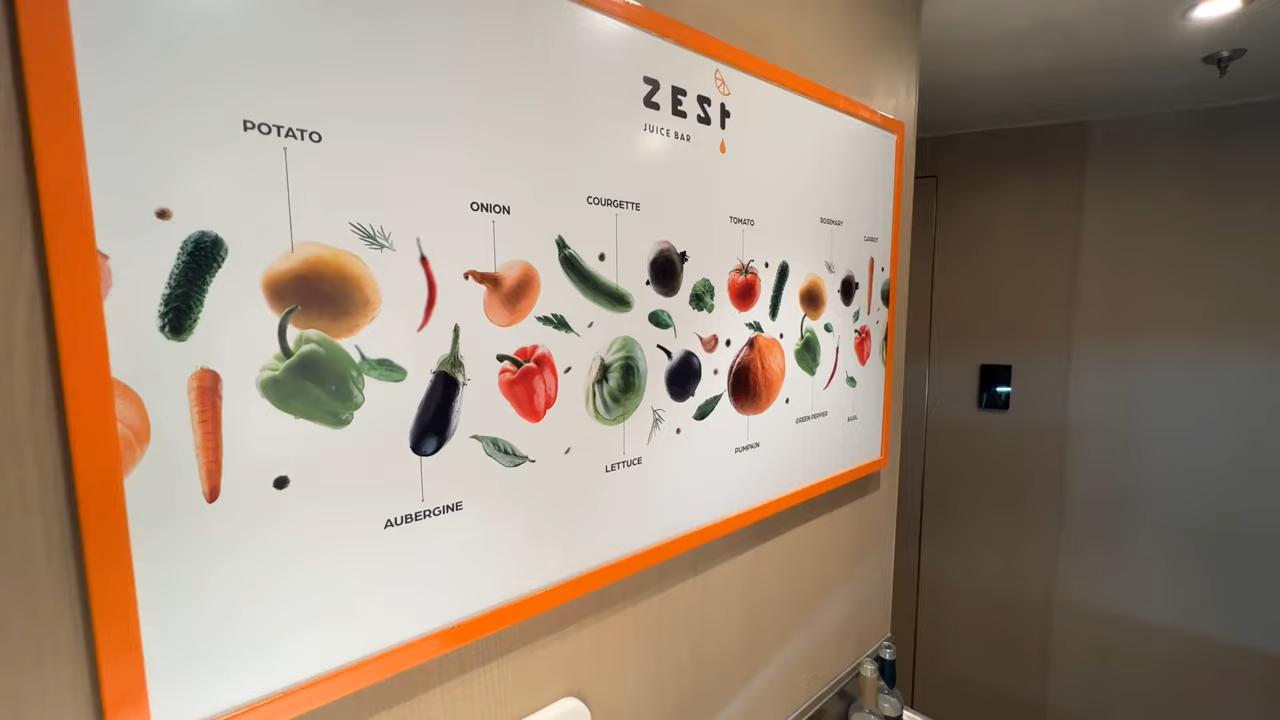 ZEST
JUICE BAR
POTATO
ONION
COURGETTE
TOMATO
ROSEMARY
CARROT
AUBERGINE
LETTUCE
PUMPKIN
GREEN PEPPER
BASIL